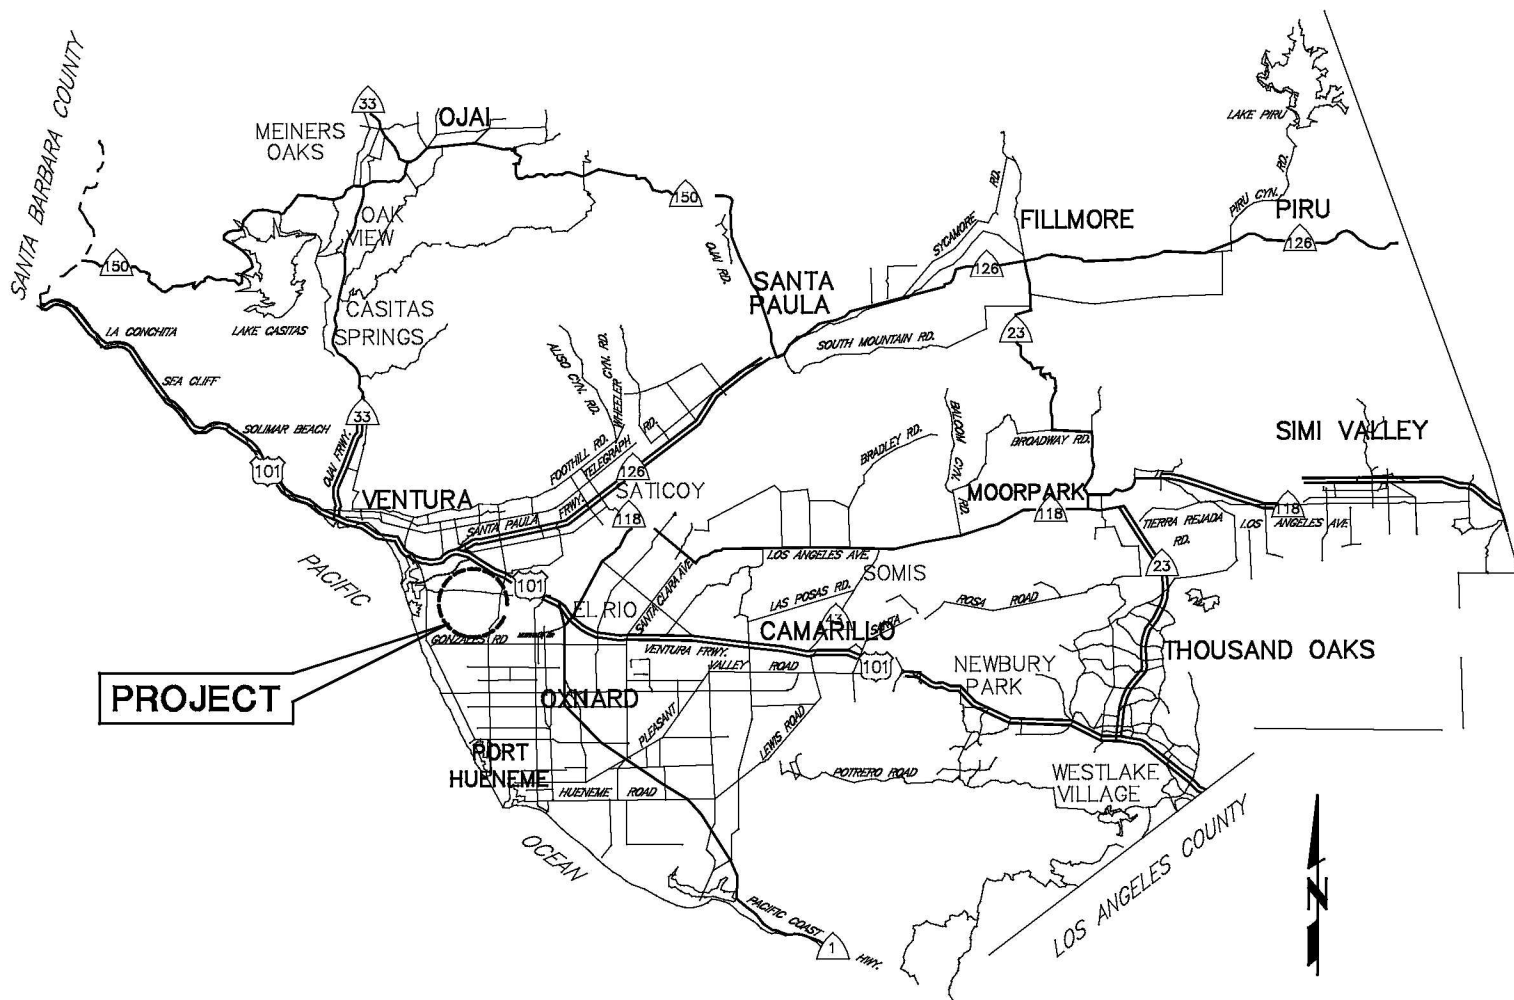 SANTA BARBARA COUNTY
33
OJAI
MEINERS
OAKS
LAKE PIRU
150
OAK
VIEW
OJAI RD.
SYCAMORE
RD.
FILLMORE
PIRU CYN.
RD.
PIRU
126
150
126
SANTA
PAULA
CASITAS
SPRINGS
LAKE CASITAS
LA CONCHITA
SEA CLIFF
SOLIMAR BEACH
SOUTH MOUNTAIN RD.
23
ALISO CYN. RD.
WHEELER
CYN. RD.
33
OJAI FRWY.
101
FOOTHILL RD.
TELEGRAPH
RD.
126
BRADLEY RD.
BALCOM CYN.
RD.
BROADWAY RD.
SIMI VALLEY
VENTURA
SATICOY
SANTA PAULA
FRWY.
118
MOORPARK
118
TIERRA REJADA
RD.
118
LOS ANGELES AVE.
LOS ANGELES AVE.
PACIFIC
101
SANTA CLARA AVE.
SOMIS
23
LAS POSAS RD.
EL RIO
43
SANTA
ROSA ROAD
GONZALES RD
CAMARILLO
VENTURA FRWY.
101
VALLEY ROAD
NEWBURY
PARK
THOUSAND OAKS
PROJECT
OXNARD
PLEASANT
LEWIS ROAD
PORT
HUENEME
HUENEME ROAD
POTRERO ROAD
WESTLAKE
VILLAGE
OCEAN
LOS ANGELES COUNTY
PACIFIC COAST
HWY.
1
N